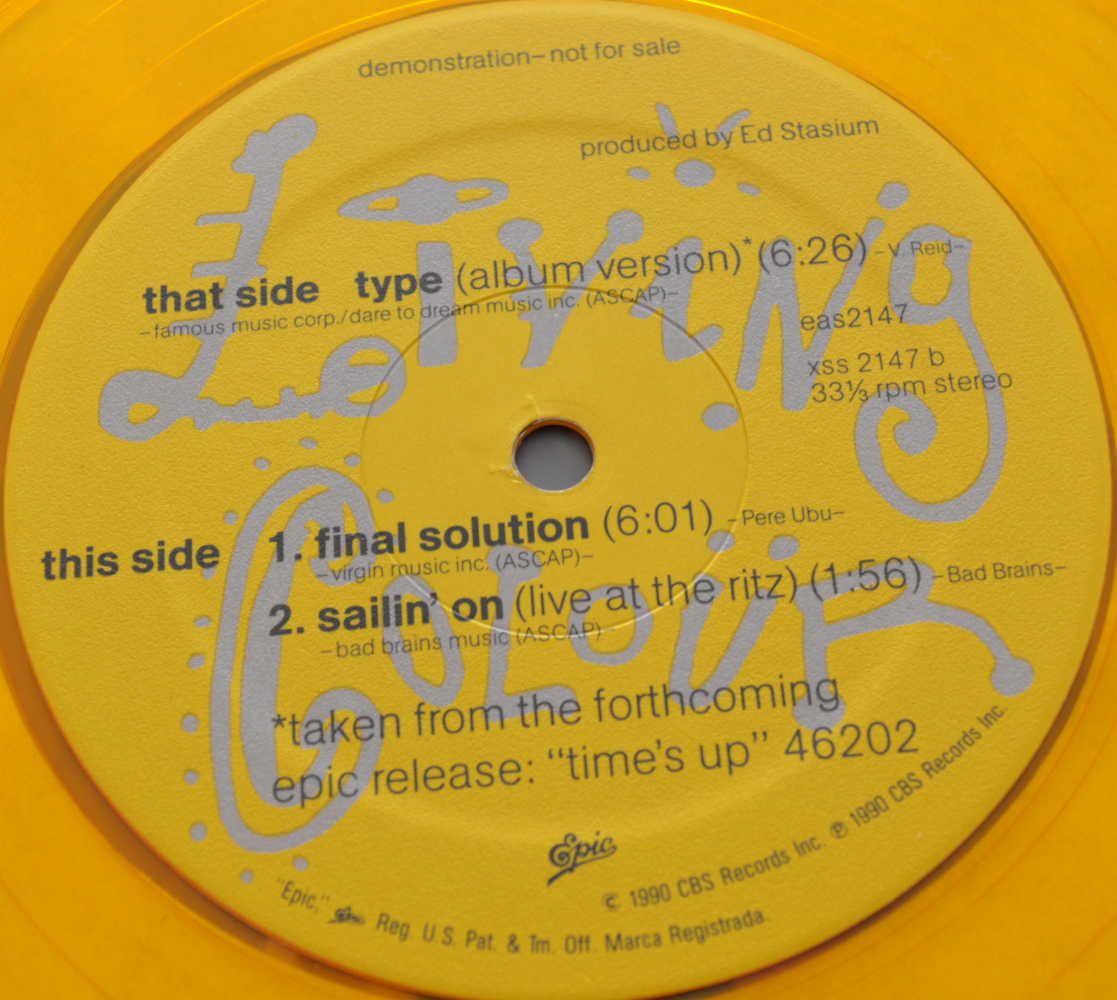 demonstration–not for sale
produced by Ed Stasium
Living
that side type (album version)* (6:26) –V. Reid–
–famous music corp./dare to dream music inc. (ASCAP)–
eas2147
xss 2147 b
33⅓ rpm stereo
Colour
this side 1. final solution (6:01) –Pere Ubu–
–virgin music inc. (ASCAP)–
2. sailin' on (live at the ritz) (1:56) –Bad Brains–
–bad brains music (ASCAP)–
*taken from the forthcoming
epic release: "time's up" 46202
Epic
© 1990 CBS Records Inc. ℗ 1990 CBS Records Inc.
"Epic," Epic Reg. U.S. Pat. & Tm. Off. Marca Registrada.